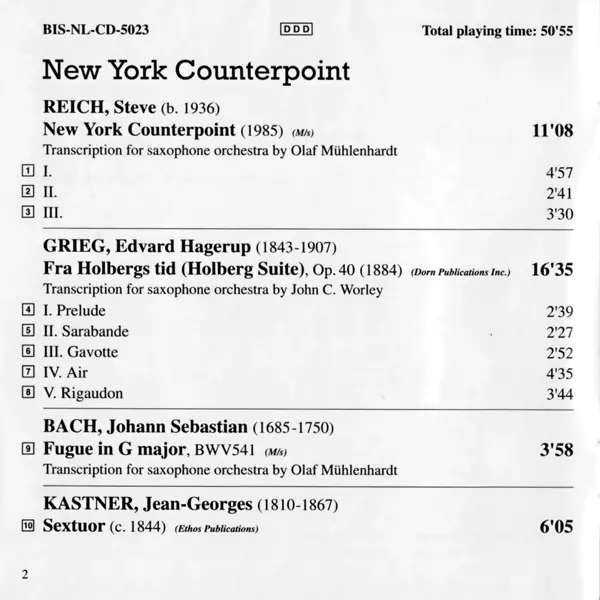 BIS-NL-CD-5023 DDD Total playing time: 50'55
New York Counterpoint
REICH, Steve (b. 1936)
New York Counterpoint (1985) (M/s) 11'08
Transcription for saxophone orchestra by Olaf Mühlenhardt
1 I. 4'57
2 II. 2'41
3 III. 3'30
GRIEG, Edvard Hagerup (1843-1907)
Fra Holbergs tid (Holberg Suite), Op. 40 (1884) (Dorn Publications Inc.) 16'35
Transcription for saxophone orchestra by John C. Worley
4 I. Prelude 2'39
5 II. Sarabande 2'27
6 III. Gavotte 2'52
7 IV. Air 4'35
8 V. Rigaudon 3'44
BACH, Johann Sebastian (1685-1750)
9 Fugue in G major, BWV541 (M/s) 3'58
Transcription for saxophone orchestra by Olaf Mühlenhardt
KASTNER, Jean-Georges (1810-1867)
10 Sextuor (c. 1844) (Ethos Publications) 6'05
2